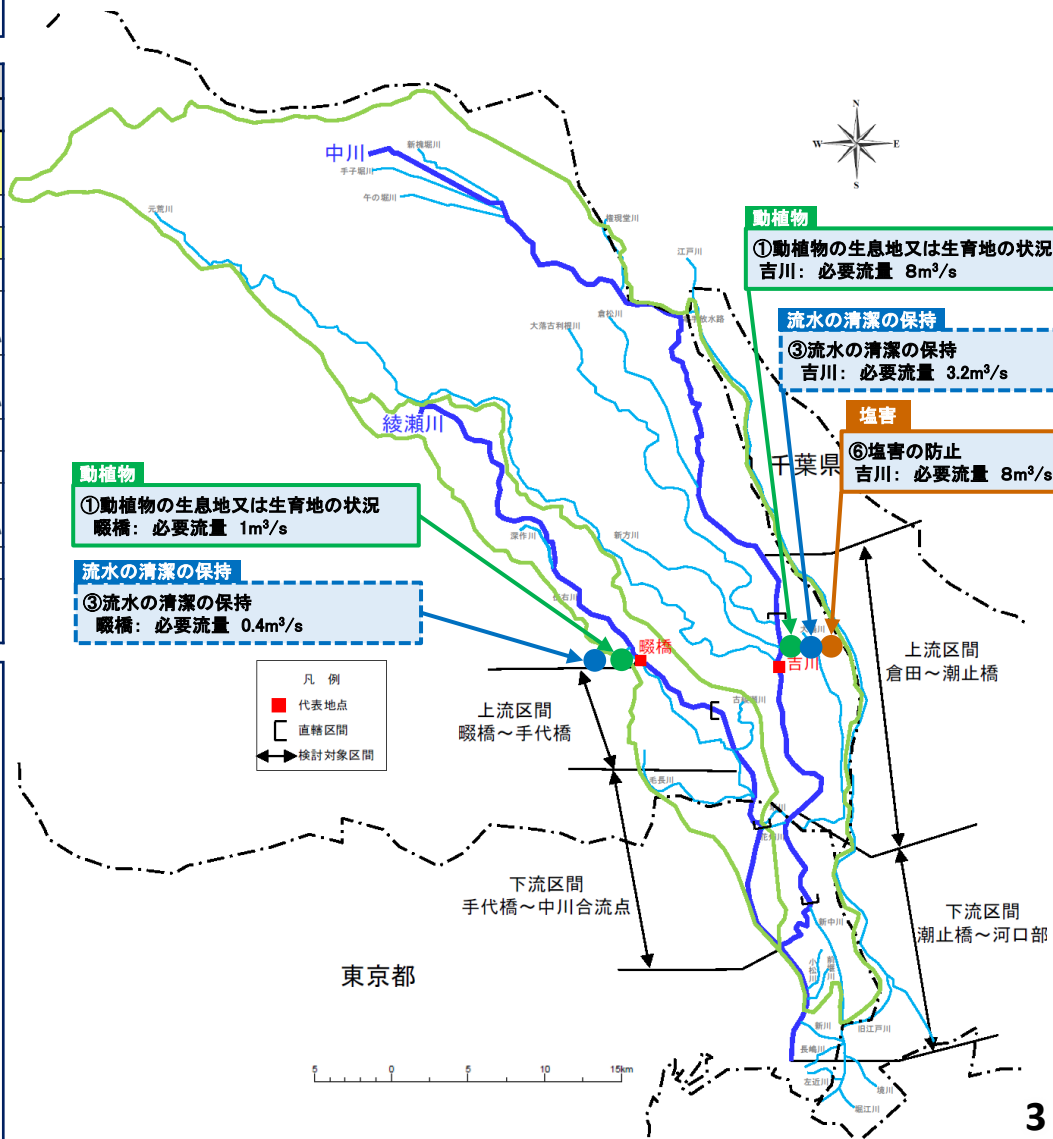 中川
新槐堀川
手子堀川
午の堀川
元荒川
権現堂川
江戸川
倉松川
大落古利根川
動植物
①動植物の生息地又は生育地の状況
吉川: 必要流量 8m³/s
流水の清潔の保持
③流水の清潔の保持
吉川: 必要流量 3.2m³/s
塩害
⑥塩害の防止
吉川: 必要流量 8m³/s
千葉県
綾瀬川
動植物
①動植物の生息地又は生育地の状況
畷橋: 必要流量 1m³/s
流水の清潔の保持
③流水の清潔の保持
畷橋: 必要流量 0.4m³/s
深作川
新方川
畷橋
吉川
凡 例
代表地点
直轄区間
検討対象区間
上流区間
畷橋～手代橋
上流区間
倉田～潮止橋
毛長川
下流区間
手代橋～中川合流点
下流区間
潮止橋～河口部
新中川
小松川
東京都
新川
旧江戸川
長嶋川
左近川
境川
堀江川
5 0 5 10 15km
N
W E
S
3